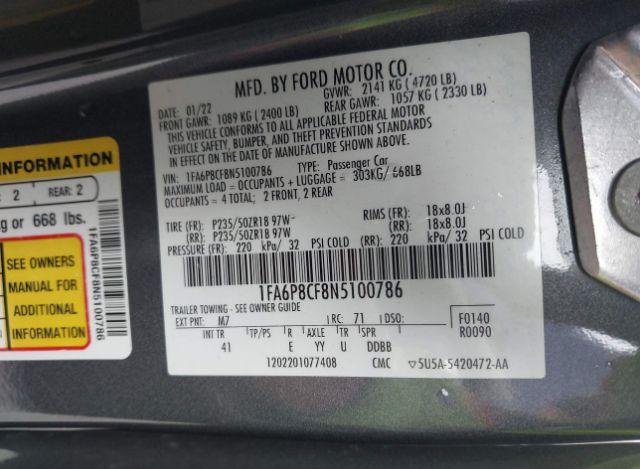 MFD. BY FORD MOTOR CO.
01/22 GVWR: 2141 KG ( 4720 LB)
FRONT GAWR: 1089 KG ( 2400 LB) REAR GAWR: 1057 KG ( 2330 LB)
THIS VEHICLE CONFORMS TO ALL APPLICABLE FEDERAL MOTOR
VEHICLE SAFETY, BUMPER, AND THEFT PREVENTION STANDARDS
IN EFFECT ON THE DATE OF MANUFACTURE SHOWN ABOVE.
VIN: 1FA6P8CF8N5100786 TYPE: Passenger Car
MAXIMUM LOAD = OCCUPANTS + LUGGAGE = 303KG/ 668LB
OCCUPANTS = 4 TOTAL; 2 FRONT, 2 REAR
TIRE (FR): P235/50ZR18 97W RIMS (FR): 18x8.0J
(RR): P235/50ZR18 97W (RR): 18x8.0J
PRESSURE (FR): 220 kPa/ 32 PSI COLD (RR): 220 kPa/ 32 PSI COLD
1FA6P8CF8N5100786
TRAILER TOWING - SEE OWNER GUIDE
EXT PNT: M7 RC: 71 DSO: F0140
R0090
INT TR TP/PS R AXLE TR SPR
41 E YY U DDBB
1202201077408 CMC 5U5A-5420472-AA
INFORMATION
2 REAR: 2
g or 668 lbs.
SEE OWNERS
MANUAL FOR
ADDITIONAL
INFORMATION
1FA6P8CF8N5100786